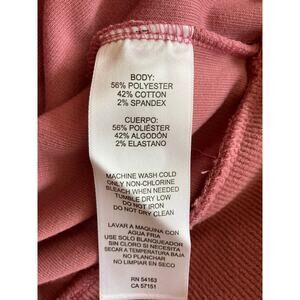 BODY:
56% POLYESTER
42% COTTON
2% SPANDEX
CUERPO:
56% POLIÉSTER
42% ALGODÓN
2% ELASTANO
MACHINE WASH COLD
ONLY NON-CHLORINE
BLEACH WHEN NEEDED
TUMBLE DRY LOW
DO NOT IRON
DO NOT DRY CLEAN
LAVAR A MAQUINA CON
AGUA FRIA
USE SOLO BLANQUEADOR
SIN CLORO SI NECESITA
SECAR A TEMPERATURA BAJA
NO PLANCHAR
NO LIMPIAR EN SECO
RN 54163
CA 57151